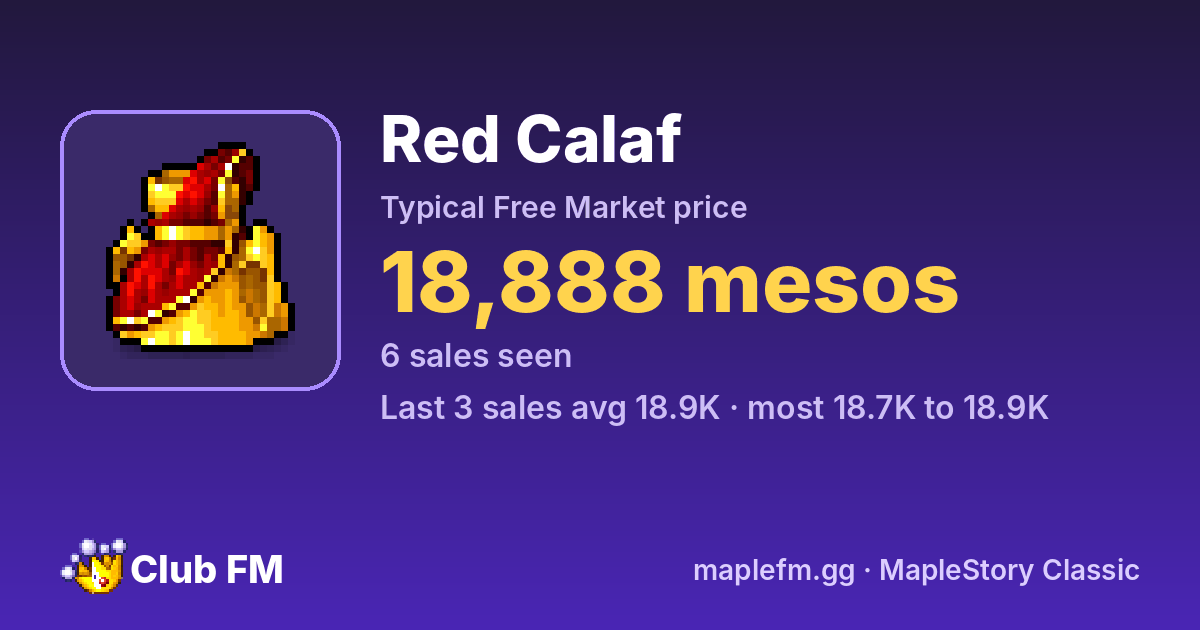 Red Calaf
Typical Free Market price
18,888 mesos
6 sales seen
Last 3 sales avg 18.9K · most 18.7K to 18.9K
Club FM
maplefm.gg · MapleStory Classic